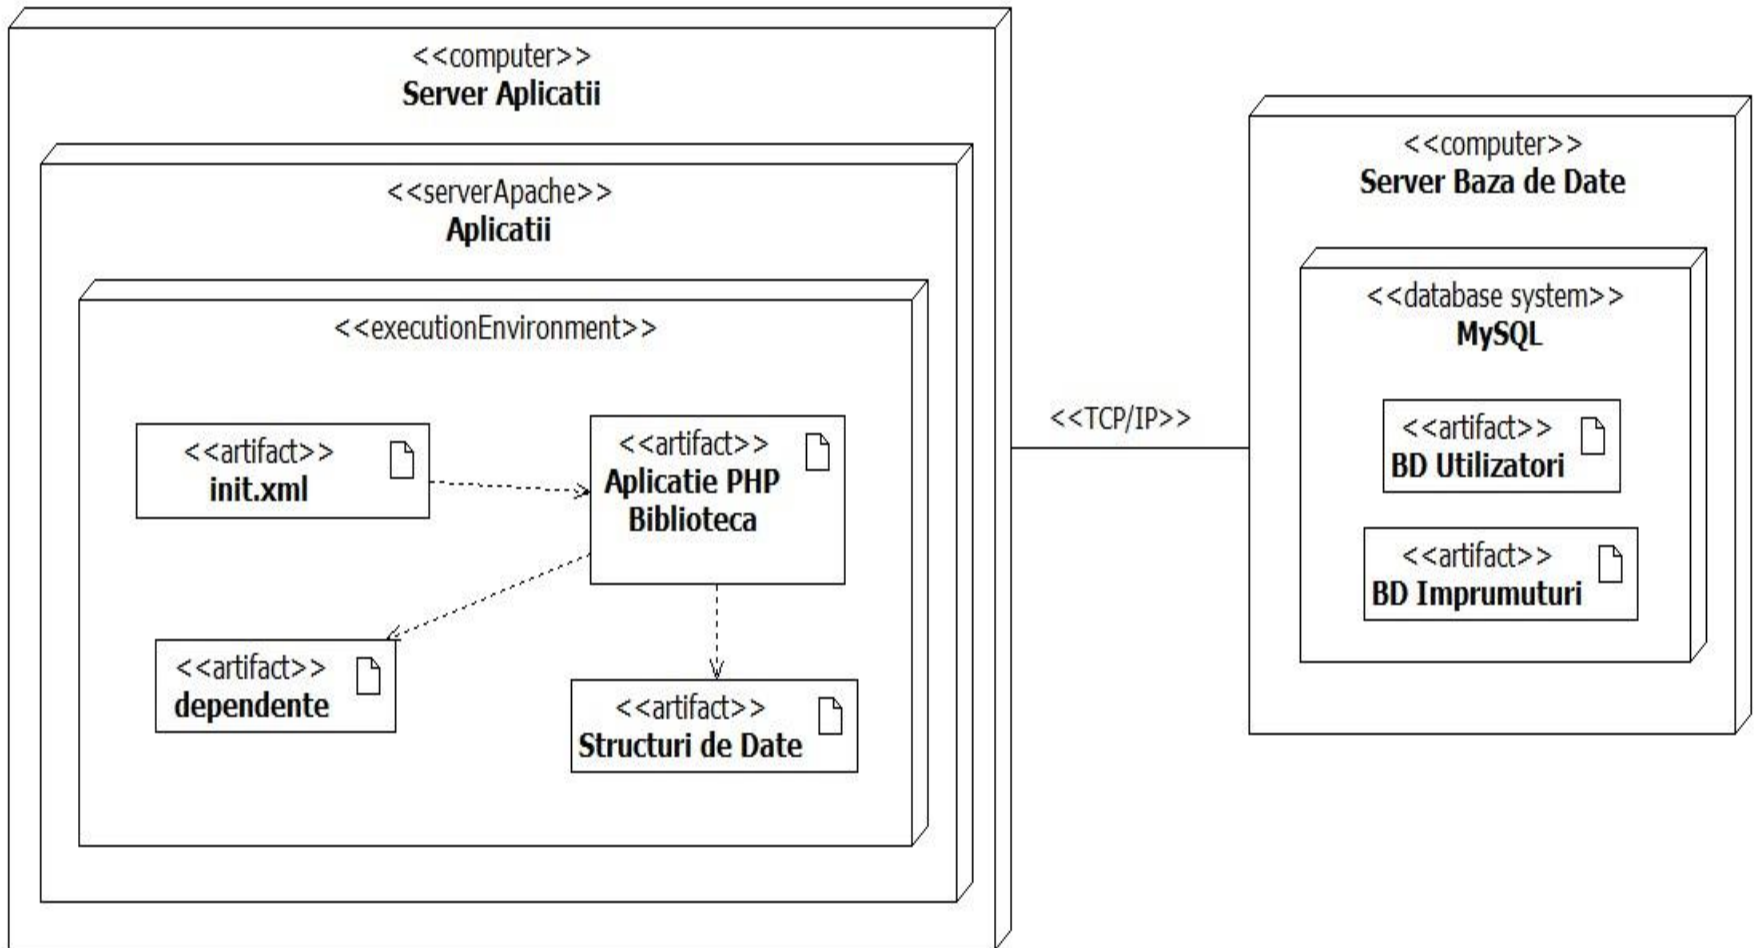 <<computer>>
Server Aplicatii
<<serverApache>>
Aplicatii
<<executionEnvironment>>
<<artifact>>
init.xml
<<artifact>>
Aplicatie PHP
Biblioteca
<<artifact>>
dependente
<<artifact>>
Structuri de Date
<<TCP/IP>>
<<computer>>
Server Baza de Date
<<database system>>
MySQL
<<artifact>>
BD Utilizatori
<<artifact>>
BD Imprumuturi